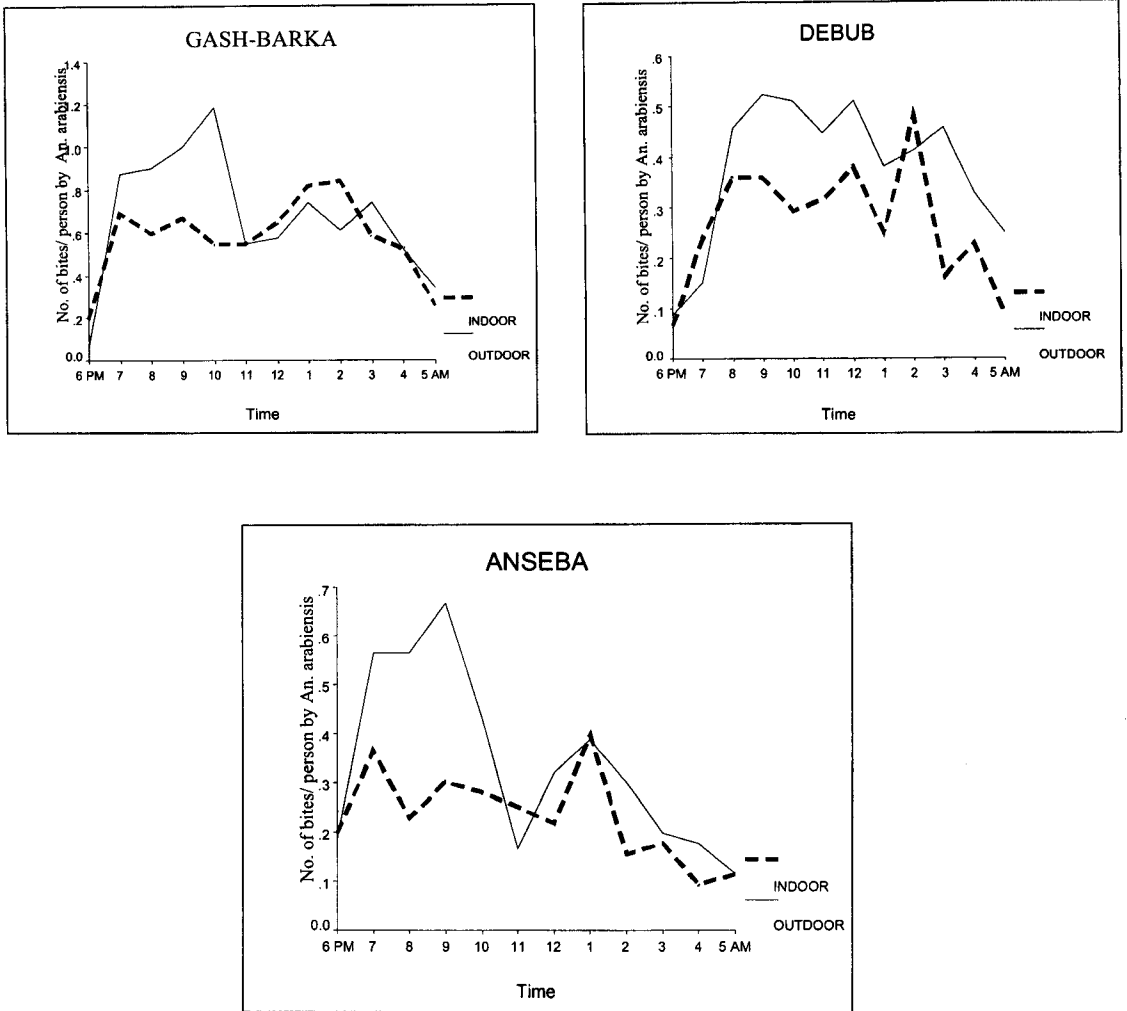 GASH-BARKA
No. of bites/ person by An. arabiensis
1.4
1.2
1.0
.8
.6
.4
.2
0.0
6 PM 7 8 9 10 11 12 1 2 3 4 5 AM
Time
INDOOR
OUTDOOR
DEBUB
No. of bites/ person by An. arabiensis
.6
.5
.4
.3
.2
.1
0.0
6 PM 7 8 9 10 11 12 1 2 3 4 5 AM
Time
INDOOR
OUTDOOR
ANSEBA
No. of bites/ person by An. arabiensis
.7
.6
.5
.4
.3
.2
.1
0.0
6 PM 7 8 9 10 11 12 1 2 3 4 5 AM
Time
INDOOR
OUTDOOR